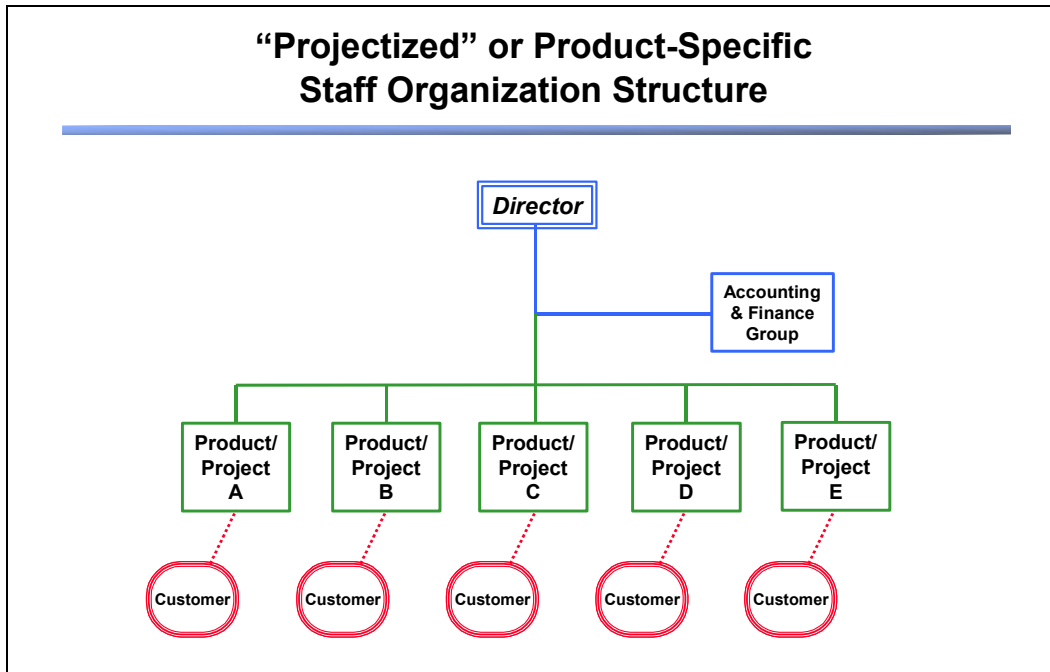 “Projectized” or Product-Specific
Staff Organization Structure
Director
Accounting
& Finance
Group
Product/
Project
A
Product/
Project
B
Product/
Project
C
Product/
Project
D
Product/
Project
E
Customer
Customer
Customer
Customer
Customer